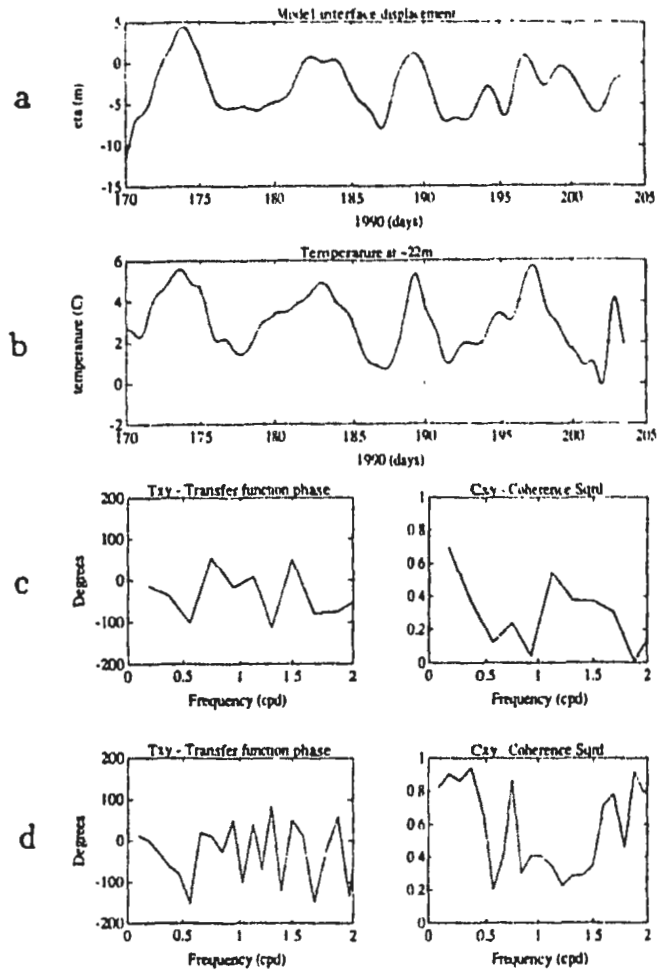 Model interface displacement
a
eta (m)
5
0
-5
-10
-15
170 175 180 185 190 195 200 205
1990 (days)
Temperature at -22m
b
temperature (C)
6
4
2
0
-2
170 175 180 185 190 195 200 205
1990 (days)
Txy - Transfer function phase
c
Degrees
200
100
0
-100
-200
0 0.5 1 1.5 2
Frequency (cpd)
Cxy - Coherence Sqrd
1
0.8
0.6
0.4
0.2
0
0 0.5 1 1.5 2
Frequency (cpd)
Txy - Transfer function phase
d
Degrees
200
100
0
-100
-200
0 0.5 1 1.5 2
Frequency (cpd)
Cxy - Coherence Sqrd
1
0.8
0.6
0.4
0.2
0
0 0.5 1 1.5 2
Frequency (cpd)